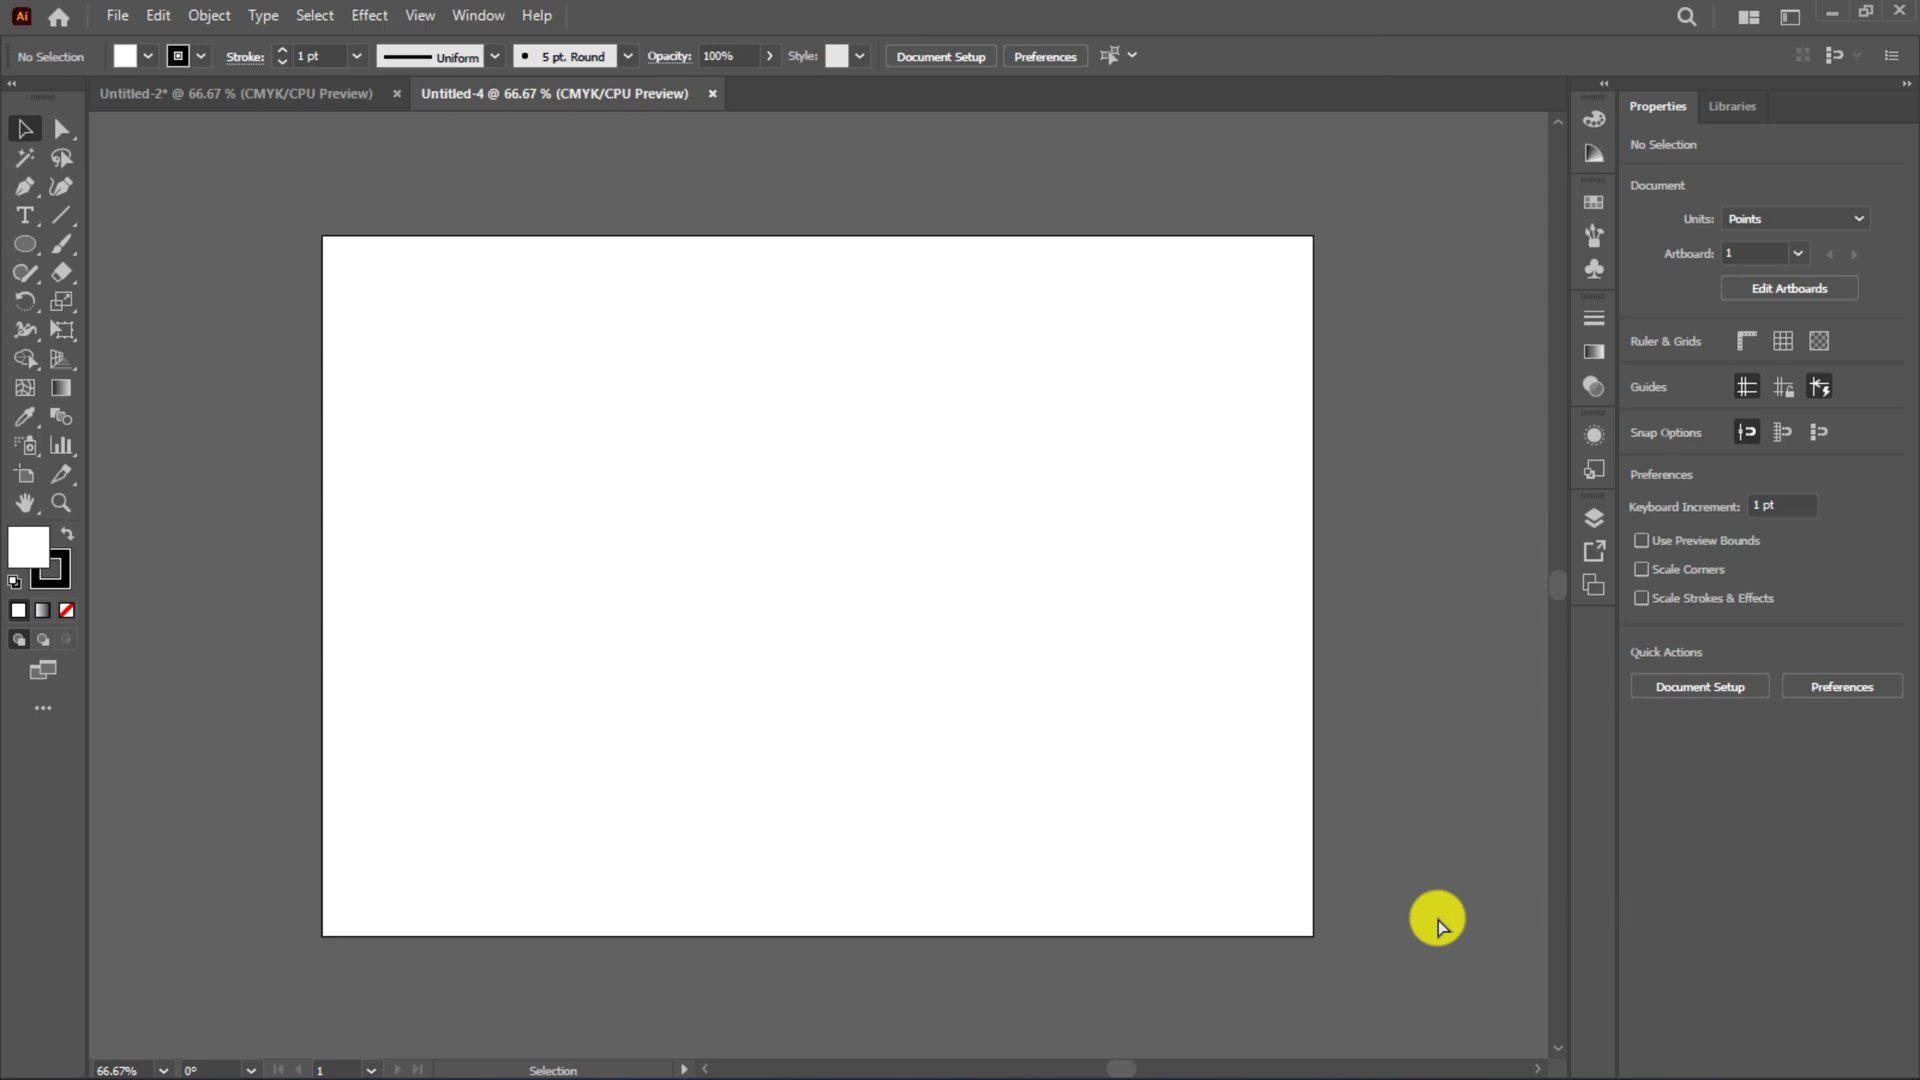 Ai File Edit Object Type Select Effect View Window Help
No Selection Stroke: 1 pt Uniform 5 pt. Round Opacity: 100% Style: Document Setup Preferences
Untitled-2* @ 66.67 % (CMYK/CPU Preview) Untitled-4 @ 66.67 % (CMYK/CPU Preview)
Properties Libraries
No Selection
Document
Units: Points
Artboard: 1
Edit Artboards
Ruler & Grids
Guides
Snap Options
Preferences
Keyboard Increment: 1 pt
Use Preview Bounds
Scale Corners
Scale Strokes & Effects
Quick Actions
Document Setup Preferences
66.67% 0° 1 Selection